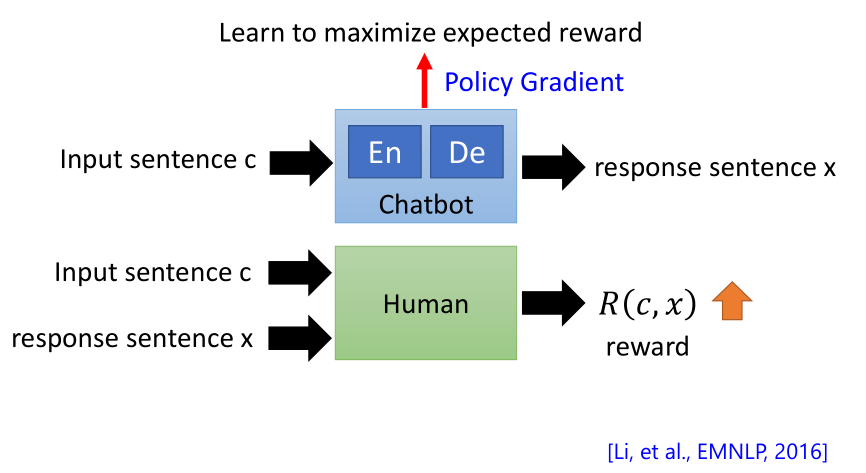 Learn to maximize expected reward
Policy Gradient
Input sentence c
En
De
Chatbot
response sentence x
Input sentence c
response sentence x
Human
R(c, x)
reward
[Li, et al., EMNLP, 2016]